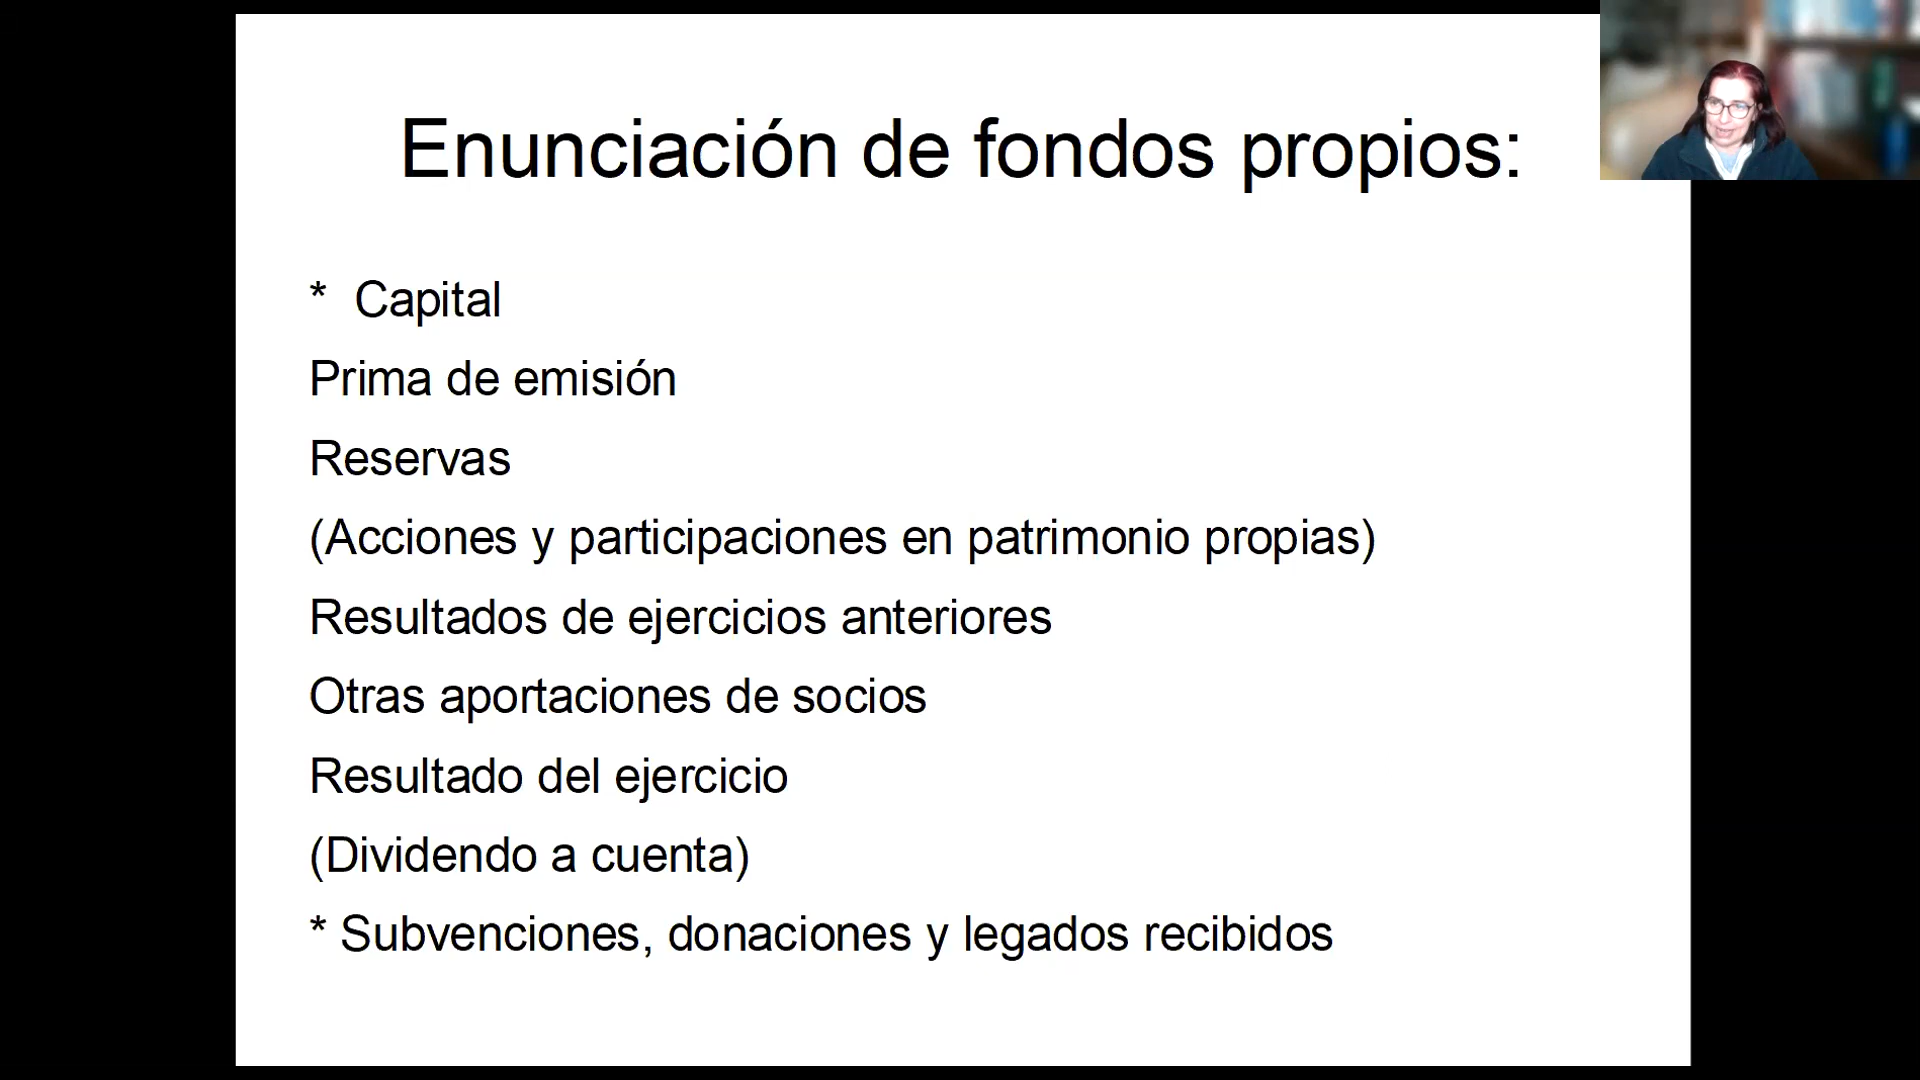 Enunciación de fondos propios:
* Capital
Prima de emisión
Reservas
(Acciones y participaciones en patrimonio propias)
Resultados de ejercicios anteriores
Otras aportaciones de socios
Resultado del ejercicio
(Dividendo a cuenta)
* Subvenciones, donaciones y legados recibidos